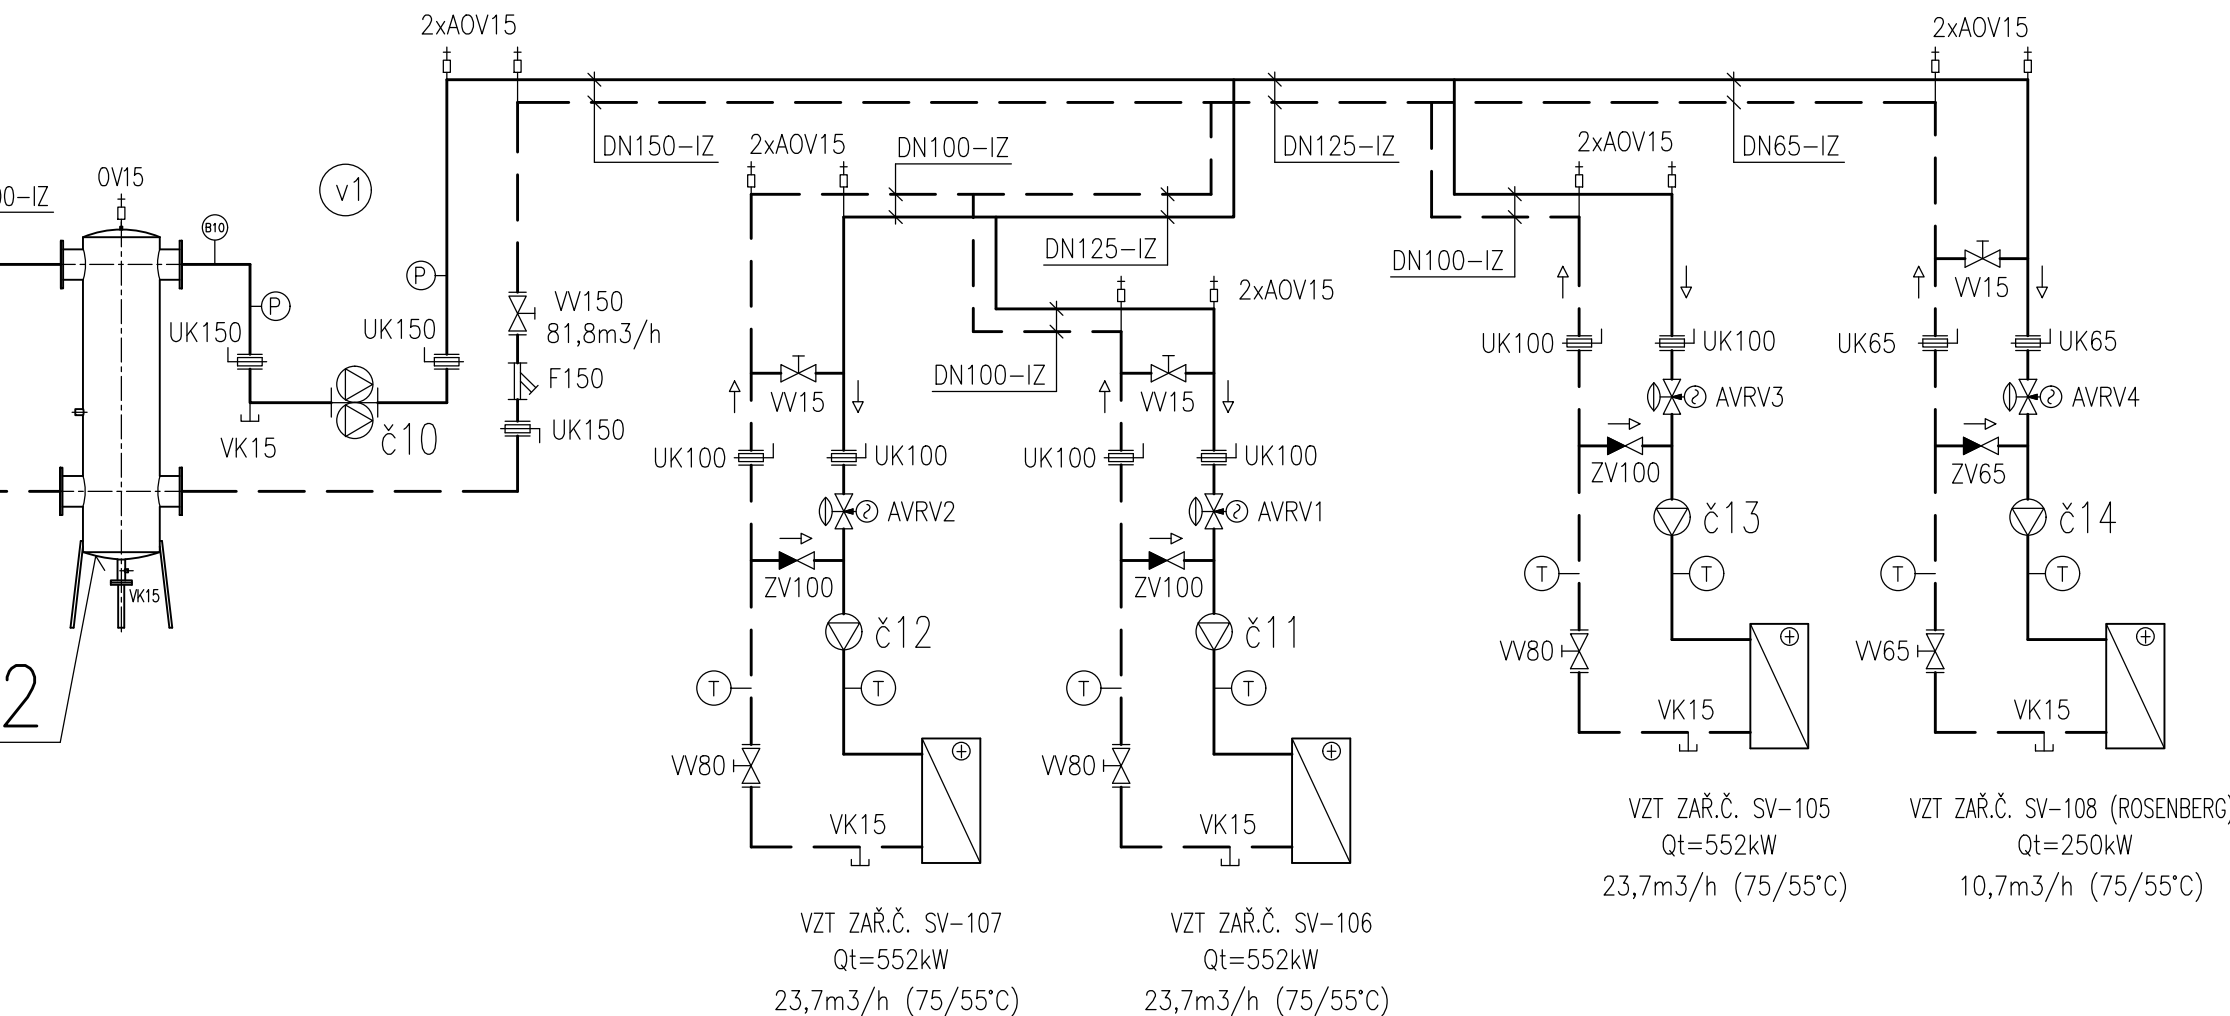 2xAOV15
2xAOV15
DN150-IZ
2xAOV15
DN100-IZ
DN125-IZ
2xAOV15
DN65-IZ
OV15
00-IZ
v1
B10
P
P
DN125-IZ
DN100-IZ
2xAOV15
VV15
UK150
UK150
VV150
81,8m3/h
F150
UK150
VK15
č10
DN100-IZ
VV15
VV15
UK100
UK100
UK65
UK65
AVRV3
AVRV4
UK100
UK100
UK100
UK100
ZV100
ZV65
AVRV2
AVRV1
č13
č14
ZV100
ZV100
T
T
T
T
VK15
č12
č11
VV80
VV65
2
T
T
T
T
VK15
VK15
VV80
VV80
VK15
VK15
VZT ZAŘ.Č. SV-105
Qt=552kW
23,7m3/h (75/55°C)
VZT ZAŘ.Č. SV-108 (ROSENBERG)
Qt=250kW
10,7m3/h (75/55°C)
VZT ZAŘ.Č. SV-107
Qt=552kW
23,7m3/h (75/55°C)
VZT ZAŘ.Č. SV-106
Qt=552kW
23,7m3/h (75/55°C)